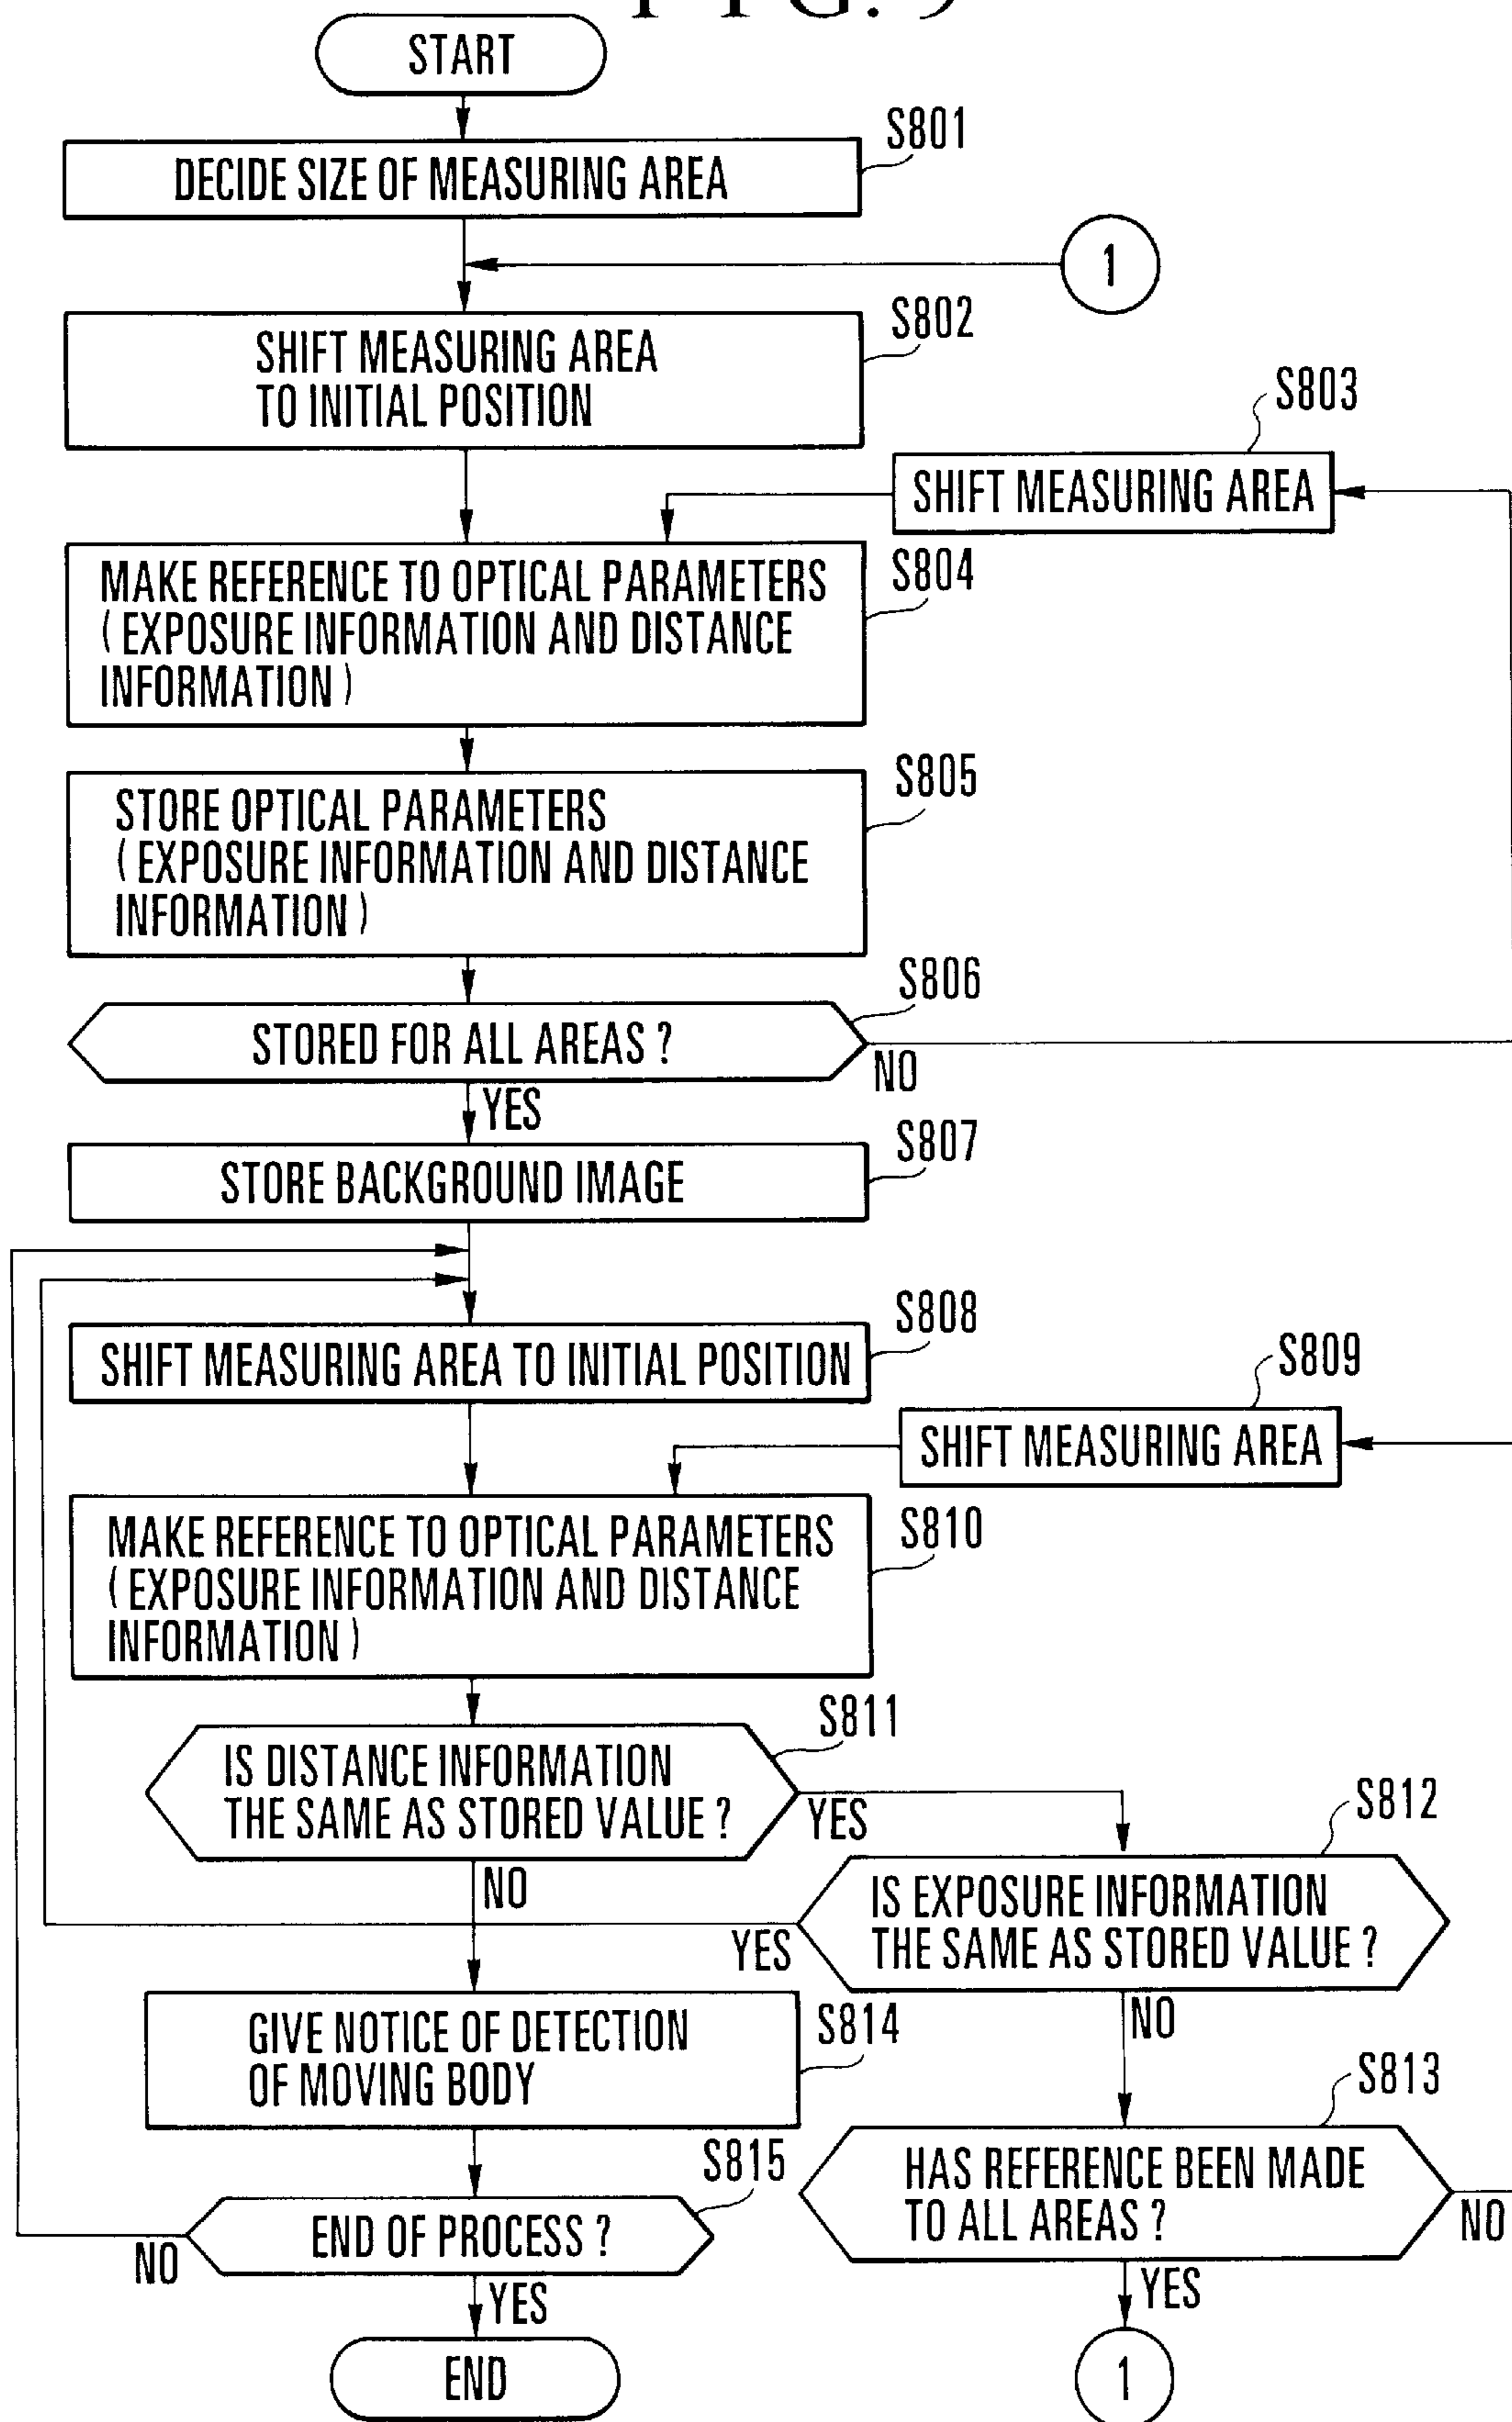 START
S801
DECIDE SIZE OF MEASURING AREA
1
S802
SHIFT MEASURING AREA
TO INITIAL POSITION
S803
SHIFT MEASURING AREA
S804
MAKE REFERENCE TO OPTICAL PARAMETERS
(EXPOSURE INFORMATION AND DISTANCE
INFORMATION)
S805
STORE OPTICAL PARAMETERS
(EXPOSURE INFORMATION AND DISTANCE
INFORMATION)
S806
STORED FOR ALL AREAS ?
NO
YES
S807
STORE BACKGROUND IMAGE
S808
SHIFT MEASURING AREA TO INITIAL POSITION
S809
SHIFT MEASURING AREA
S810
MAKE REFERENCE TO OPTICAL PARAMETERS
(EXPOSURE INFORMATION AND DISTANCE
INFORMATION)
S811
IS DISTANCE INFORMATION
THE SAME AS STORED VALUE ?
YES
NO
S812
IS EXPOSURE INFORMATION
THE SAME AS STORED VALUE ?
YES
NO
S814
GIVE NOTICE OF DETECTION
OF MOVING BODY
S813
HAS REFERENCE BEEN MADE
TO ALL AREAS ?
NO
YES
S815
END OF PROCESS ?
NO
YES
END
1